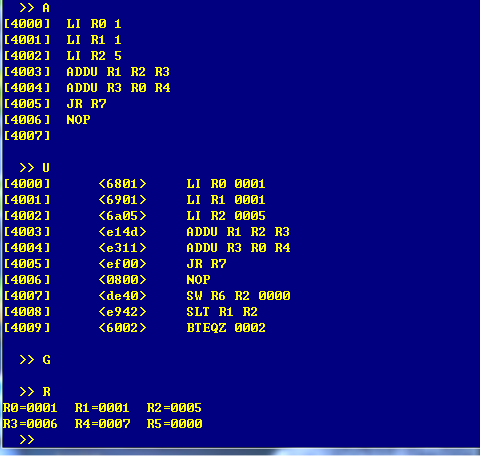 >> A
[4000] LI R0 1
[4001] LI R1 1
[4002] LI R2 5
[4003] ADDU R1 R2 R3
[4004] ADDU R3 R0 R4
[4005] JR R7
[4006] NOP
[4007]
>> U
[4000] <6801> LI R0 0001
[4001] <6901> LI R1 0001
[4002] <6a05> LI R2 0005
[4003] <e14d> ADDU R1 R2 R3
[4004] <e311> ADDU R3 R0 R4
[4005] <ef00> JR R7
[4006] <0800> NOP
[4007] <de40> SW R6 R2 0000
[4008] <e942> SLT R1 R2
[4009] <6002> BTEQZ 0002
>> G
>> R
R0=0001 R1=0001 R2=0005
R3=0006 R4=0007 R5=0000
>>